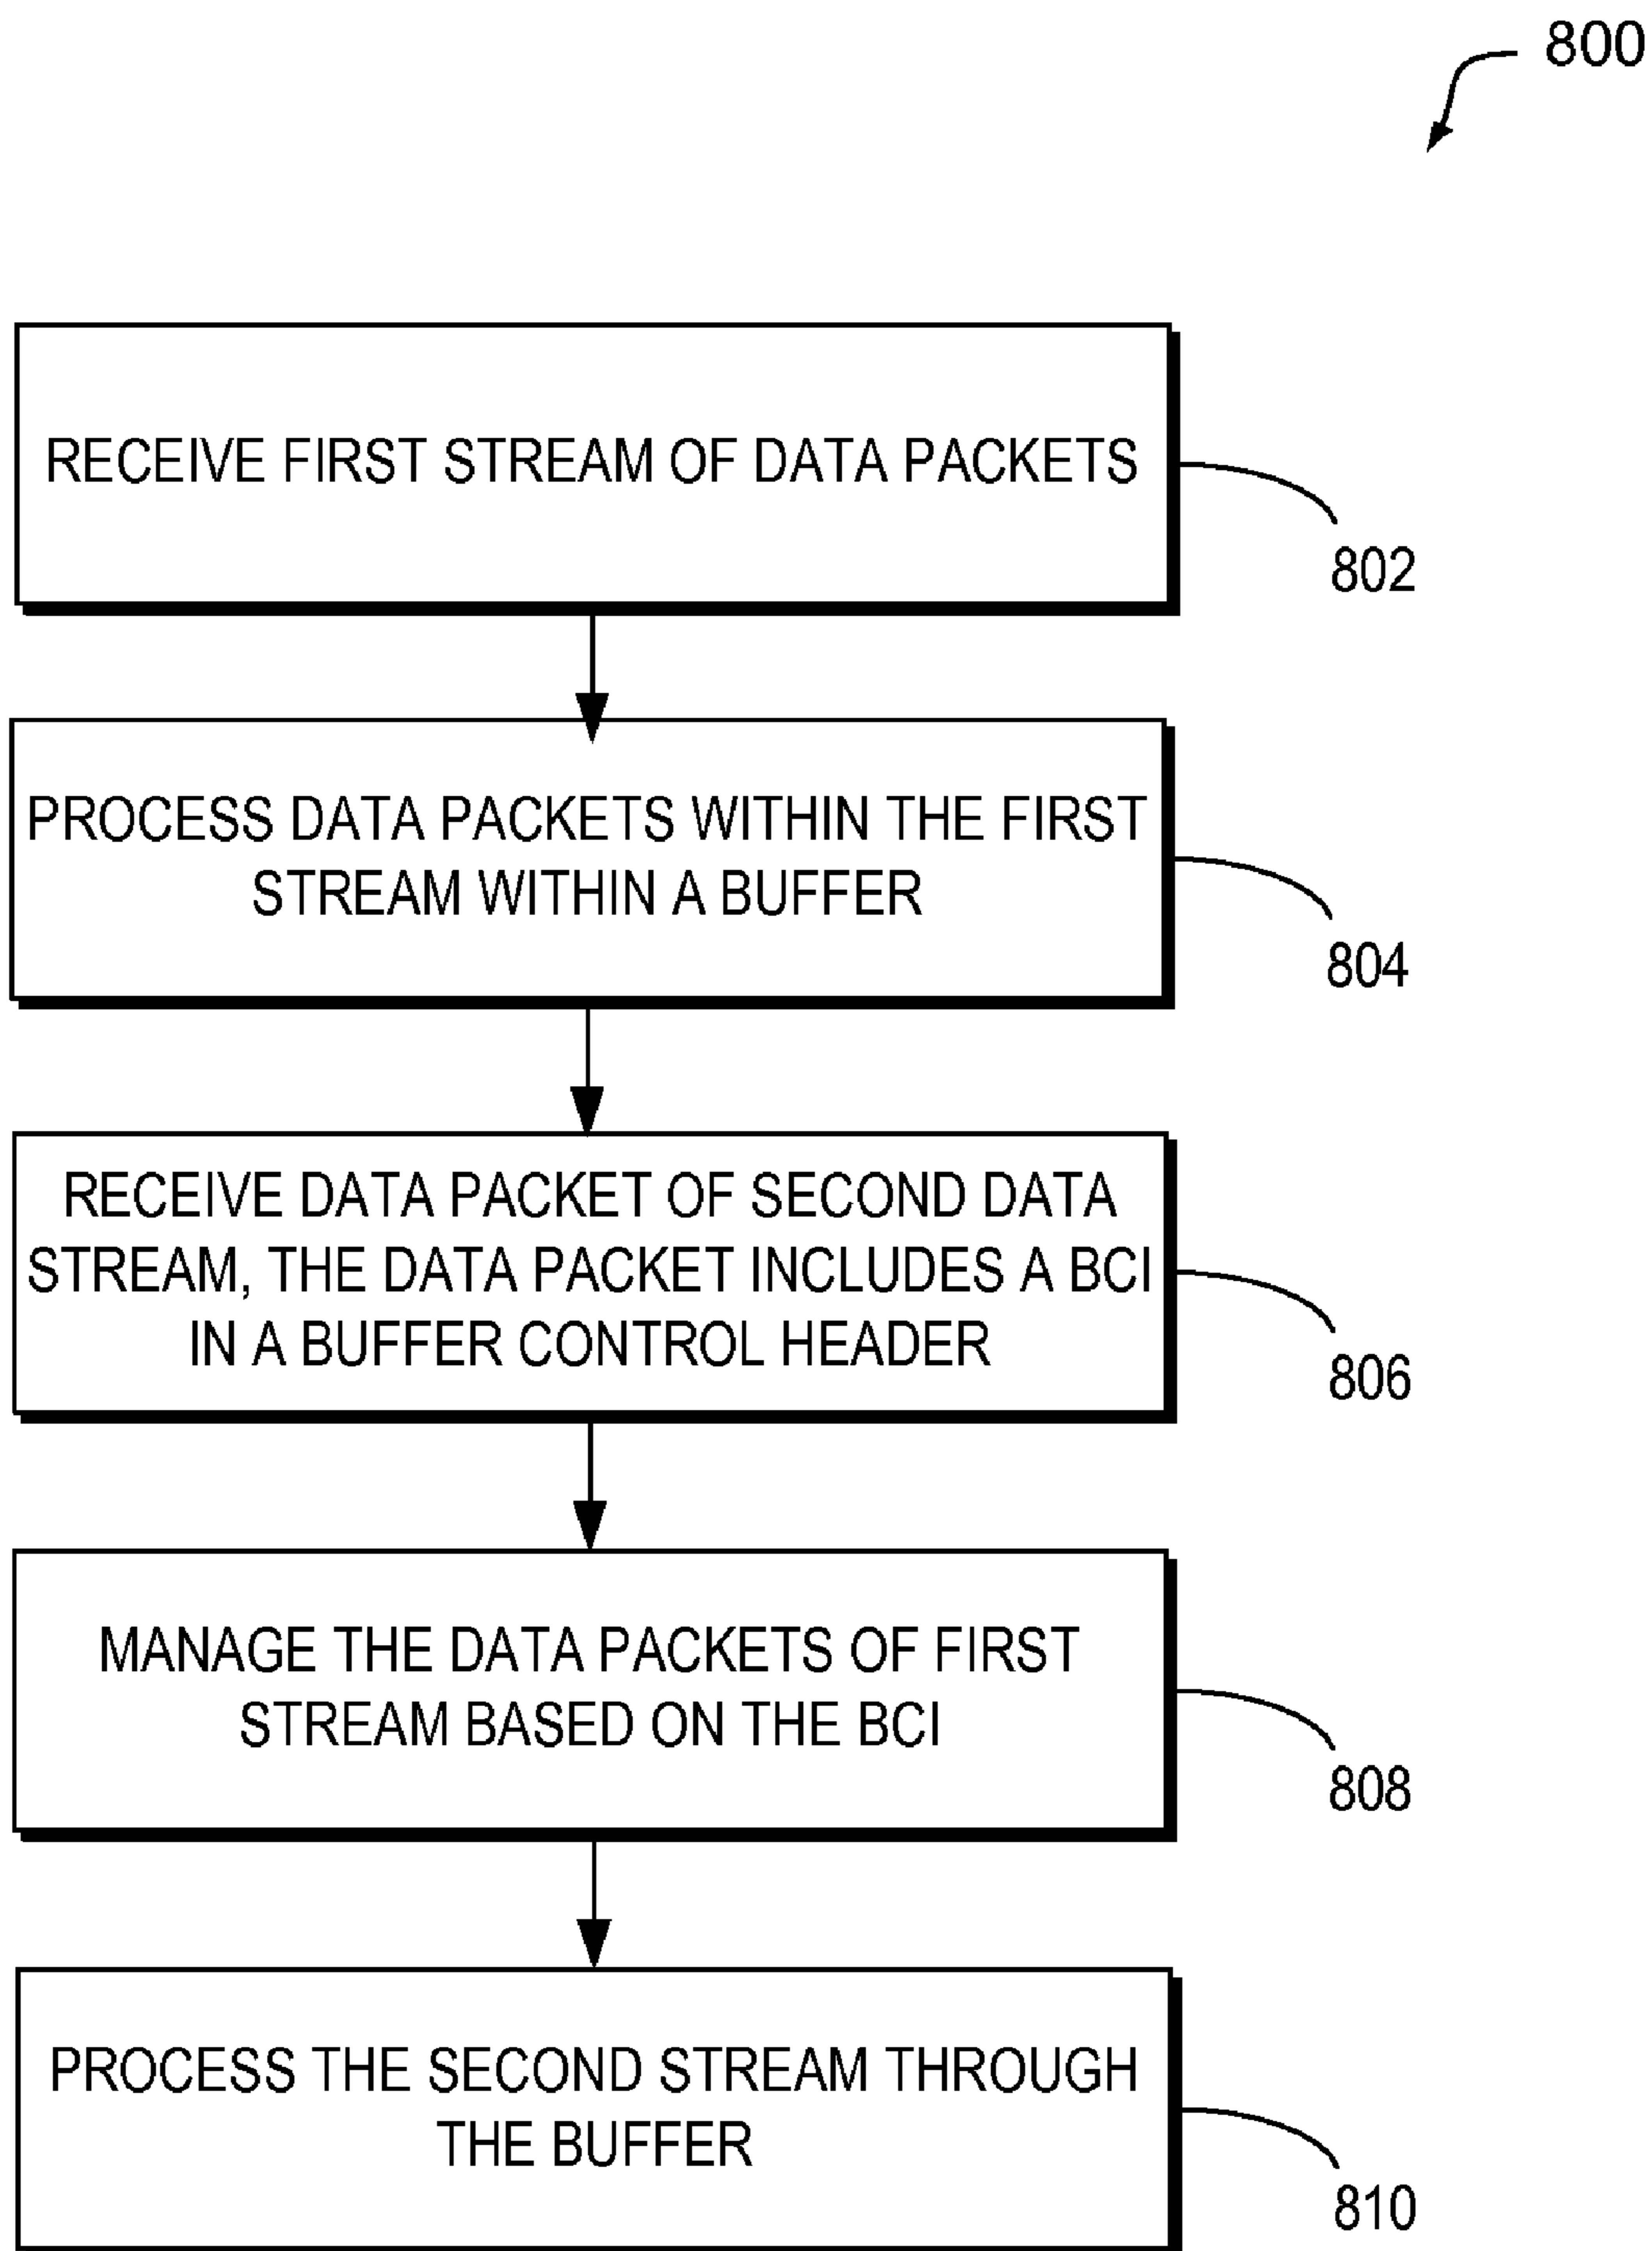 800
RECEIVE FIRST STREAM OF DATA PACKETS
802
PROCESS DATA PACKETS WITHIN THE FIRST
STREAM WITHIN A BUFFER
804
RECEIVE DATA PACKET OF SECOND DATA
STREAM, THE DATA PACKET INCLUDES A BCI
IN A BUFFER CONTROL HEADER
806
MANAGE THE DATA PACKETS OF FIRST
STREAM BASED ON THE BCI
808
PROCESS THE SECOND STREAM THROUGH
THE BUFFER
810